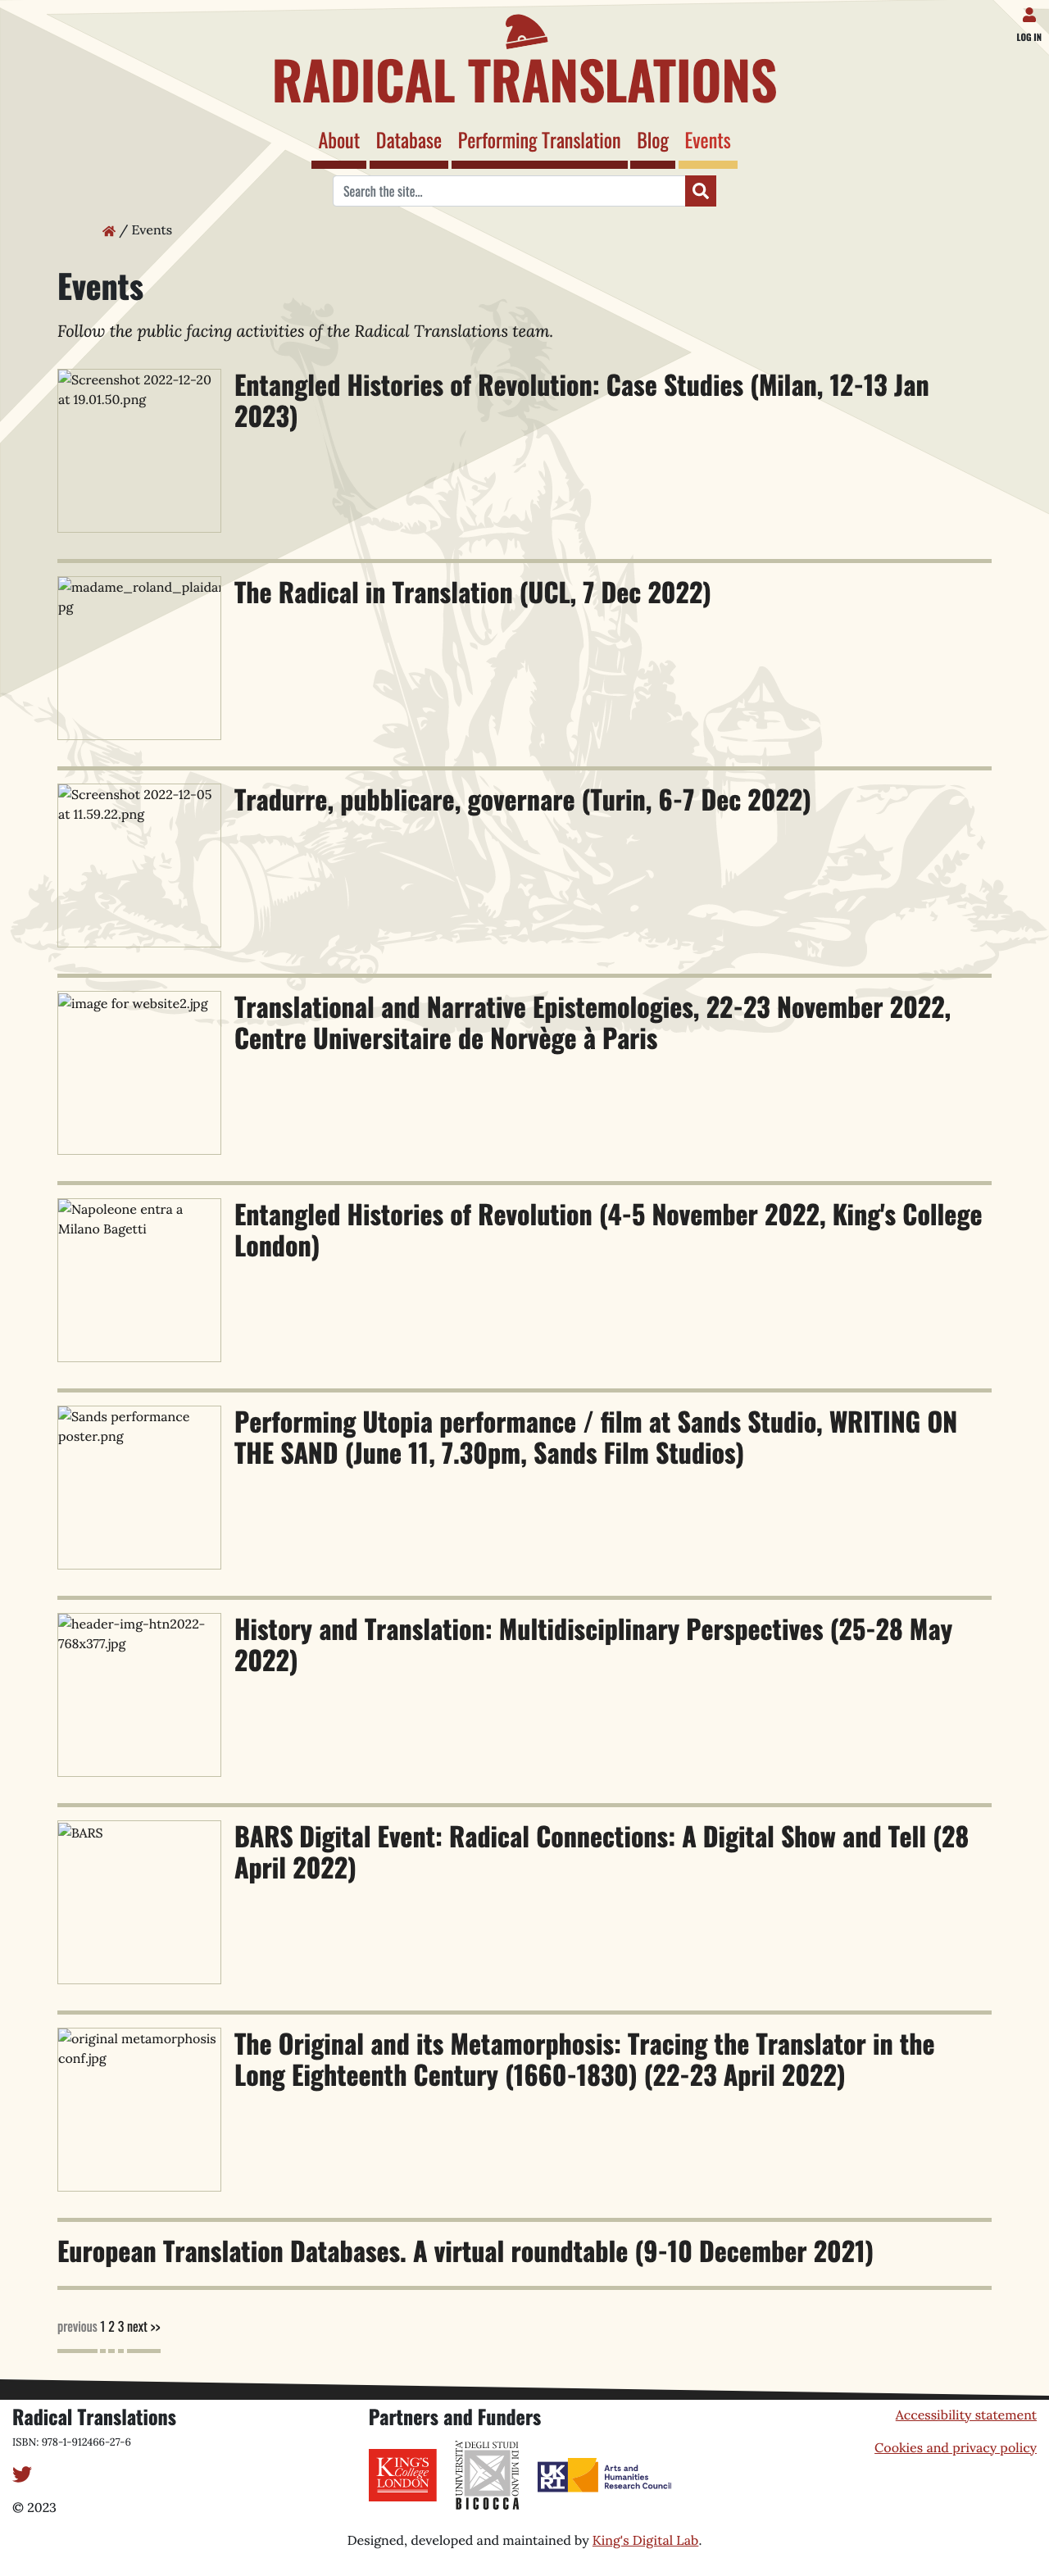 LOG IN
RADICAL TRANSLATIONS
About Database Performing Translation Blog Events
Search the site...
/ Events
Events
Follow the public facing activities of the Radical Translations team.
Screenshot 2022-12-20
at 19.01.50.png
Entangled Histories of Revolution: Case Studies (Milan, 12-13 Jan
2023)
madame_roland_plaidan
pg
The Radical in Translation (UCL, 7 Dec 2022)
Screenshot 2022-12-05
at 11.59.22.png
Tradurre, pubblicare, governare (Turin, 6-7 Dec 2022)
image for website2.jpg
Translational and Narrative Epistemologies, 22-23 November 2022,
Centre Universitaire de Norvège à Paris
Napoleone entra a
Milano Bagetti
Entangled Histories of Revolution (4-5 November 2022, King's College
London)
Sands performance
poster.png
Performing Utopia performance / film at Sands Studio, WRITING ON
THE SAND (June 11, 7.30pm, Sands Film Studios)
header-img-htn2022-
768x377.jpg
History and Translation: Multidisciplinary Perspectives (25-28 May
2022)
BARS
BARS Digital Event: Radical Connections: A Digital Show and Tell (28
April 2022)
original metamorphosis
conf.jpg
The Original and its Metamorphosis: Tracing the Translator in the
Long Eighteenth Century (1660-1830) (22-23 April 2022)
European Translation Databases. A virtual roundtable (9-10 December 2021)
previous 1 2 3 next >>
Radical Translations
ISBN: 978-1-912466-27-6
© 2023
Partners and Funders
KING'S
College
LONDON
UNIVERSITÀ
DEGLI STUDI
DI MILANO
BICOCCA
UKRI
Arts and
Humanities
Research Council
Accessibility statement
Cookies and privacy policy
Designed, developed and maintained by King's Digital Lab.